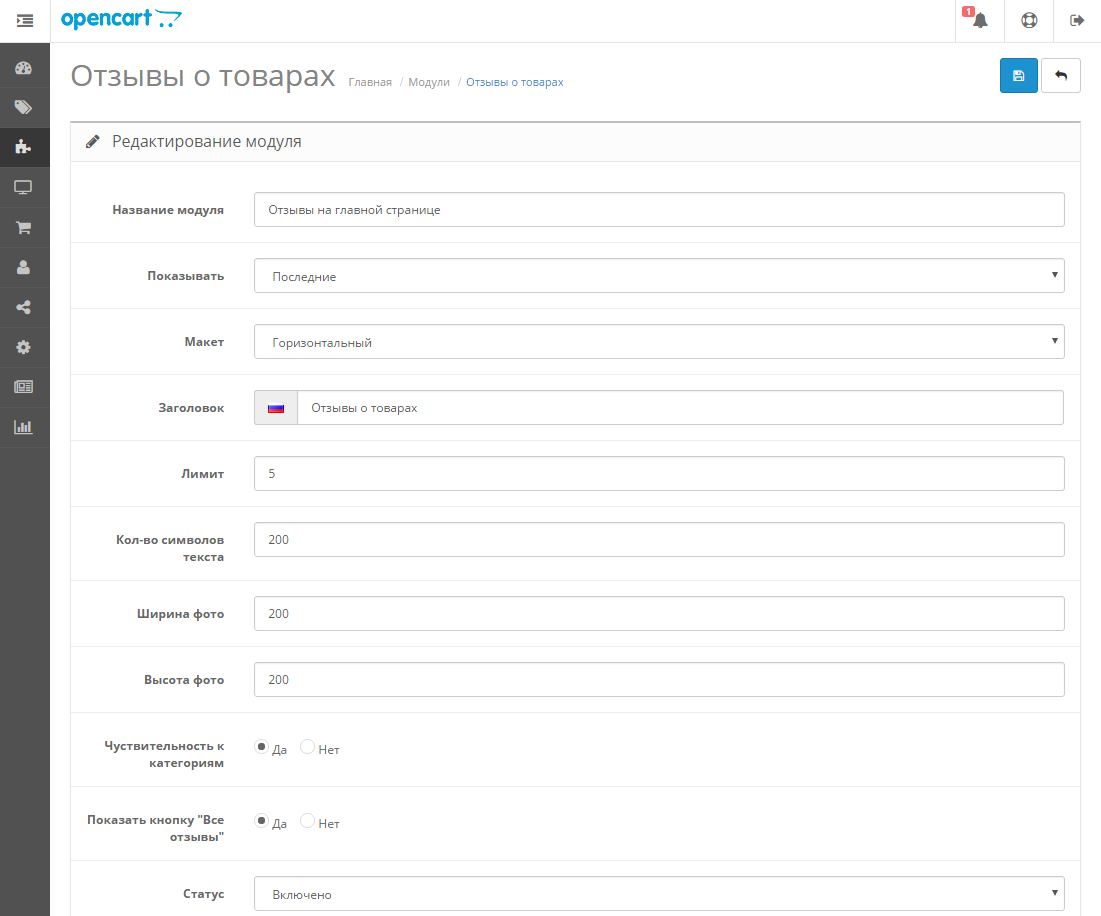 opencart
1
Отзывы о товарах
Главная / Модули / Отзывы о товарах
Редактирование модуля
Название модуля
Отзывы на главной странице
Показывать
Последние
Макет
Горизонтальный
Заголовок
Отзывы о товарах
Лимит
5
Кол-во символов
текста
200
Ширина фото
200
Высота фото
200
Чуствительность к
категориям
Да Нет
Показать кнопку "Все
отзывы"
Да Нет
Статус
Включено